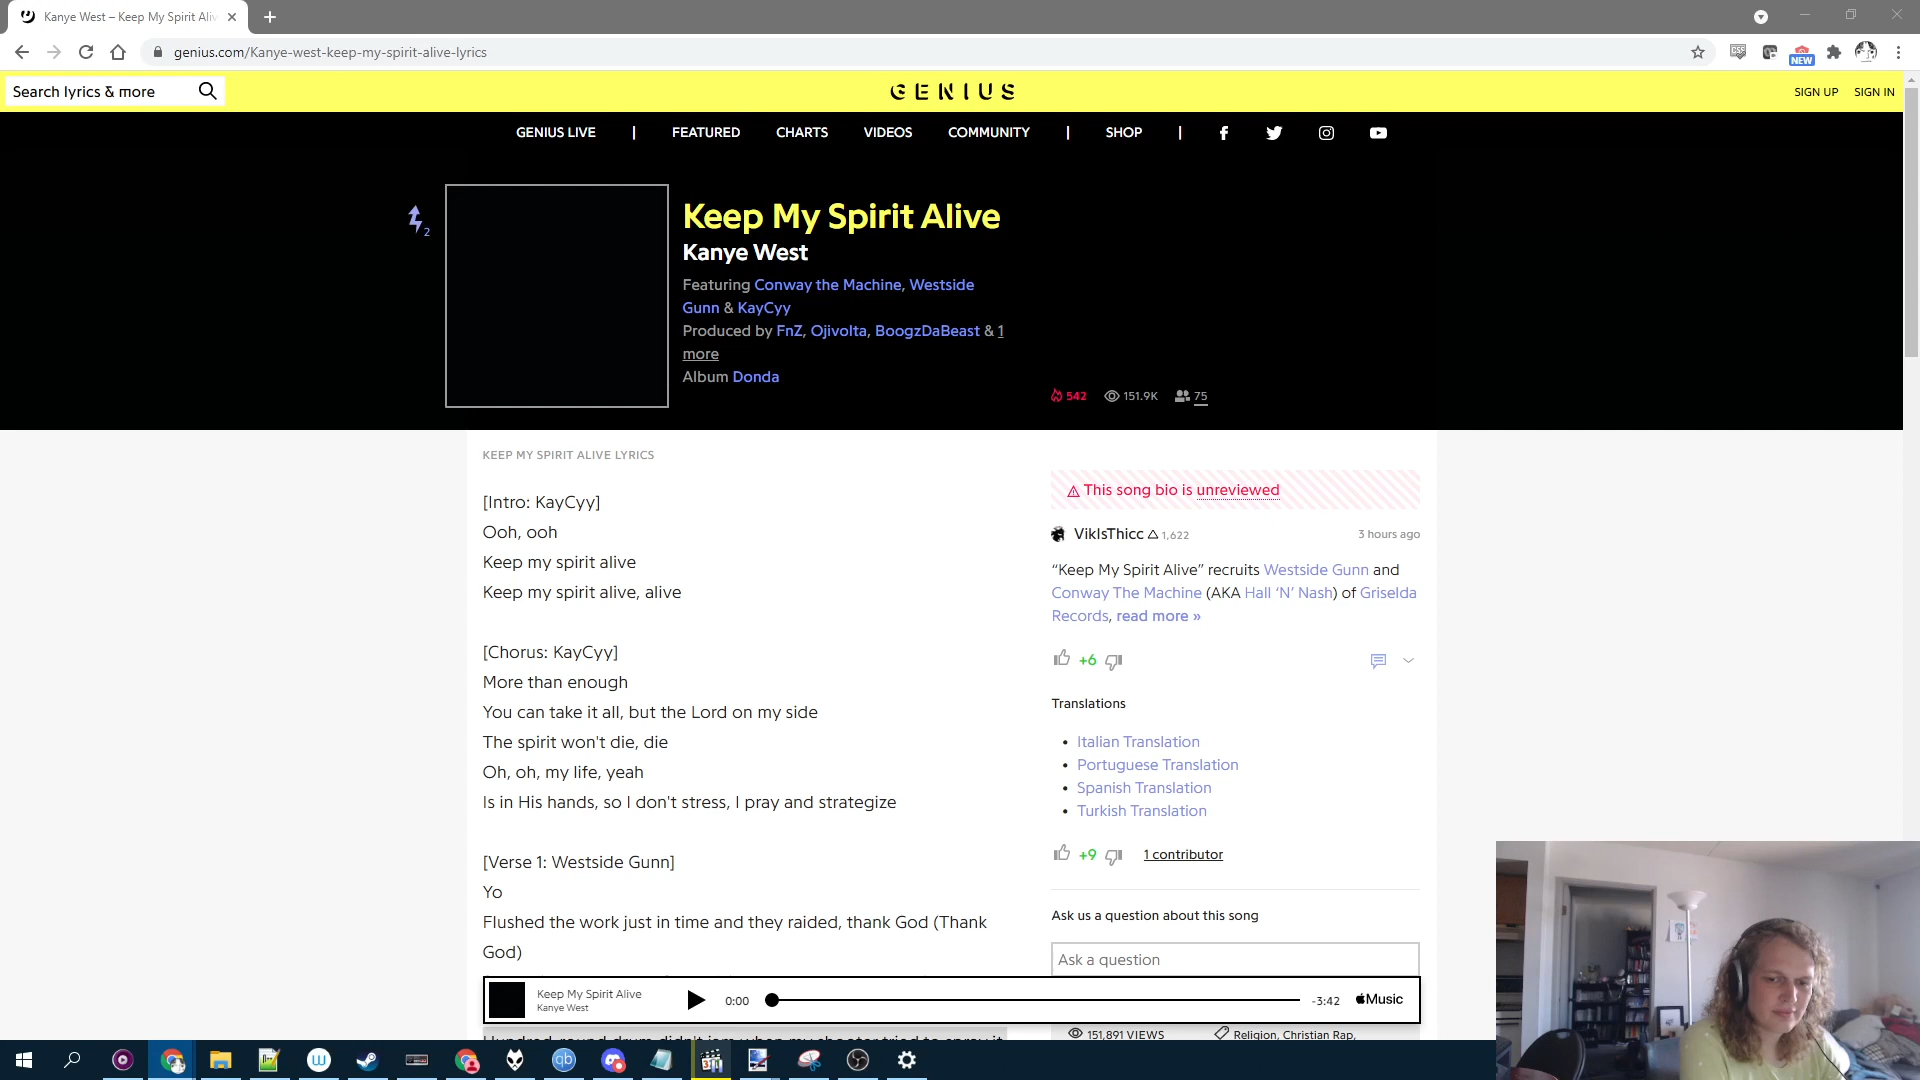 Kanye West – Keep My Spirit Aliv
genius.com/Kanye-west-keep-my-spirit-alive-lyrics
NEW
Search lyrics & more
GENIUS
SIGN UP
SIGN IN
GENIUS LIVE | FEATURED CHARTS VIDEOS COMMUNITY | SHOP |
2
Keep My Spirit Alive
Kanye West
Featuring Conway the Machine, Westside
Gunn & KayCyy
Produced by FnZ, Ojivolta, BoogzDaBeast & 1
more
Album Donda
542
151.9K
75
KEEP MY SPIRIT ALIVE LYRICS
[Intro: KayCyy]
Ooh, ooh
Keep my spirit alive
Keep my spirit alive, alive
[Chorus: KayCyy]
More than enough
You can take it all, but the Lord on my side
The spirit won't die, die
Oh, oh, my life, yeah
Is in His hands, so I don't stress, I pray and strategize
[Verse 1: Westside Gunn]
Yo
Flushed the work just in time and they raided, thank God (Thank
God)
This song bio is unreviewed
VikIsThicc 1,622
3 hours ago
“Keep My Spirit Alive” recruits Westside Gunn and
Conway The Machine (AKA Hall ‘N’ Nash) of Griselda
Records, read more »
+6
Translations
• Italian Translation
• Portuguese Translation
• Spanish Translation
• Turkish Translation
+9
1 contributor
Ask us a question about this song
Ask a question
Keep My Spirit Alive
Kanye West
0:00
-3:42
Music
151,891 VIEWS
Religion, Christian Rap,
qb